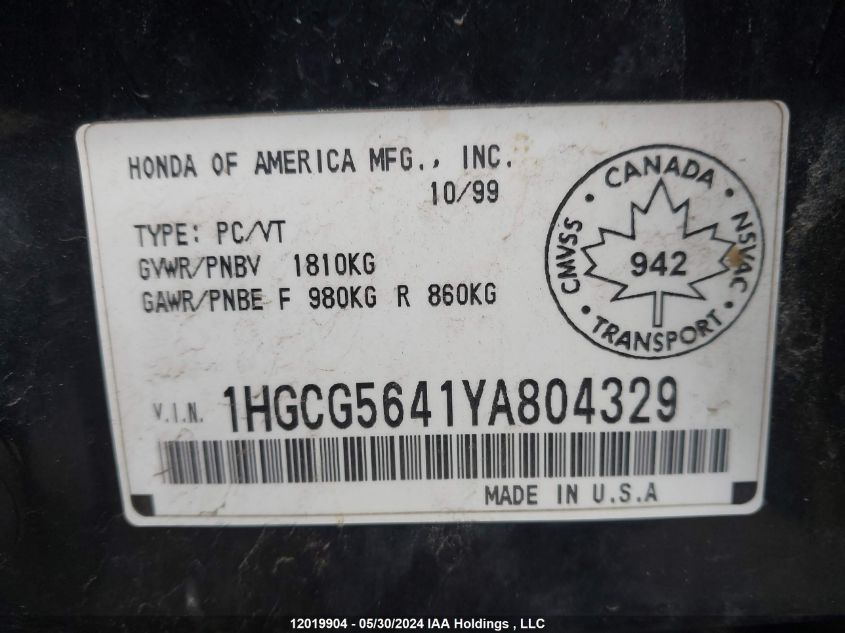 HONDA OF AMERICA MFG., INC.
10/99
TYPE: PC/VT
GVWR/PNBV 1810KG
GAWR/PNBE F 980KG R 860KG
CMVSS • CANADA • NSVAC • TRANSPORT •
942
V.I.N. 1HGCG5641YA804329
MADE IN U.S.A
12019904 - 05/30/2024 IAA Holdings , LLC